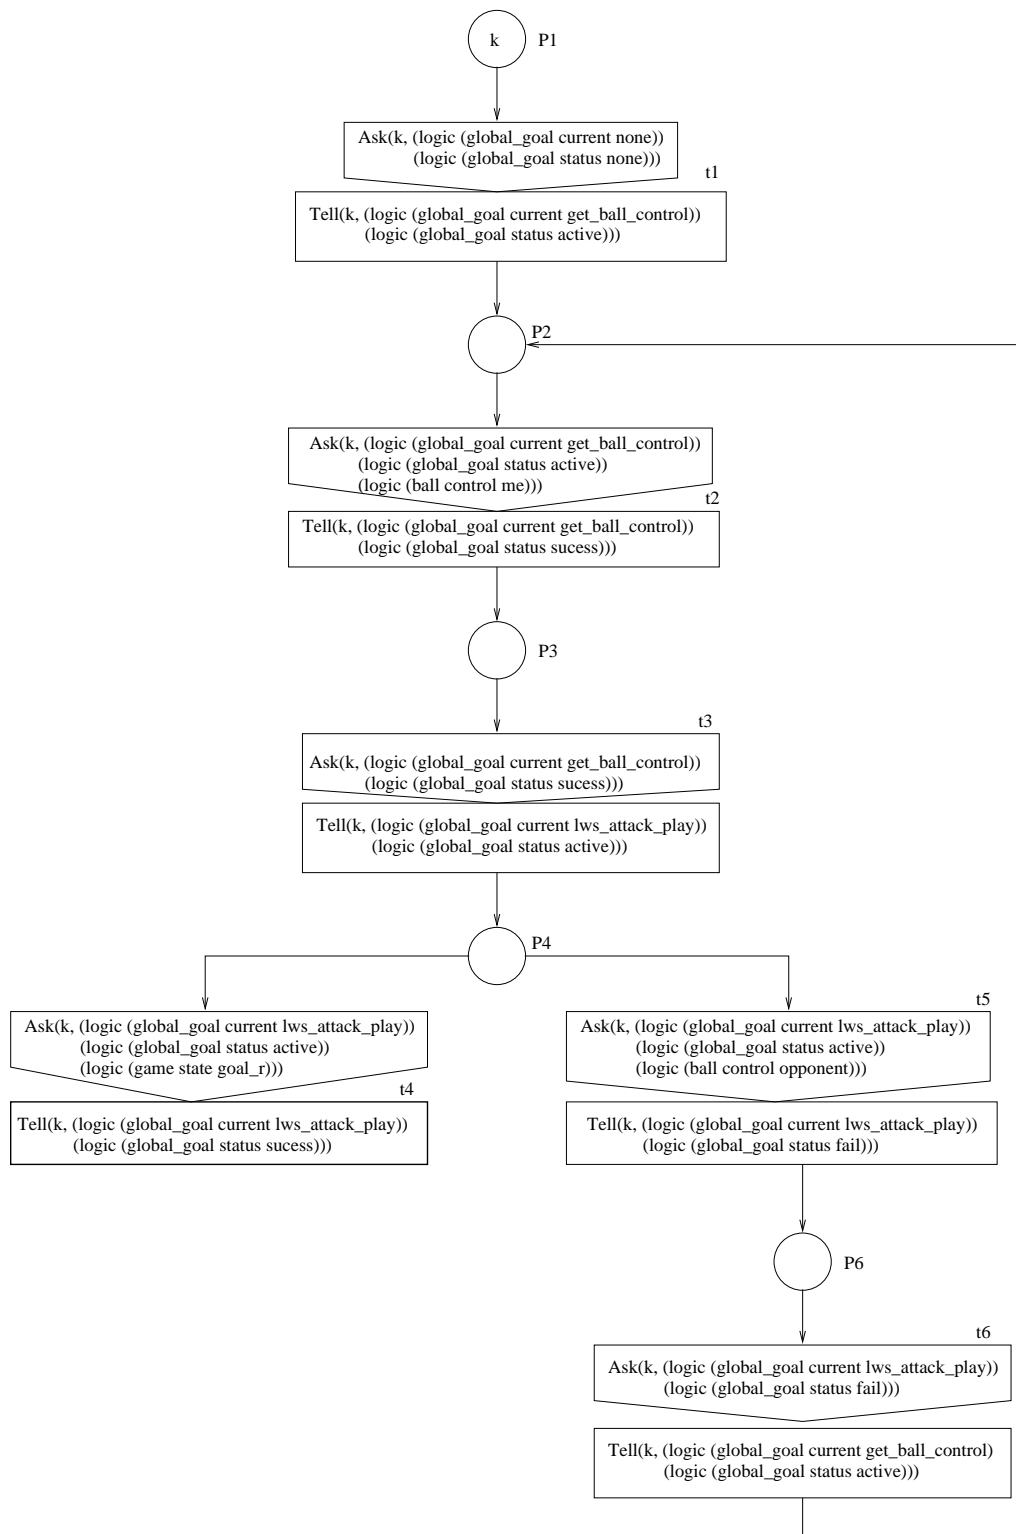 k P1
Ask(k, (logic (global_goal current none))
(logic (global_goal status none)))
t1
Tell(k, (logic (global_goal current get_ball_control))
(logic (global_goal status active)))
P2
Ask(k, (logic (global_goal current get_ball_control))
(logic (global_goal status active))
(logic (ball control me)))
t2
Tell(k, (logic (global_goal current get_ball_control))
(logic (global_goal status sucess)))
P3
t3
Ask(k, (logic (global_goal current get_ball_control))
(logic (global_goal status sucess)))
Tell(k, (logic (global_goal current lws_attack_play))
(logic (global_goal status active)))
P4
Ask(k, (logic (global_goal current lws_attack_play))
(logic (global_goal status active))
(logic (game state goal_r)))
t4
Tell(k, (logic (global_goal current lws_attack_play))
(logic (global_goal status sucess)))
t5
Ask(k, (logic (global_goal current lws_attack_play))
(logic (global_goal status active))
(logic (ball control opponent)))
Tell(k, (logic (global_goal current lws_attack_play))
(logic (global_goal status fail)))
P6
t6
Ask(k, (logic (global_goal current lws_attack_play))
(logic (global_goal status fail)))
Tell(k, (logic (global_goal current get_ball_control)
(logic (global_goal status active)))